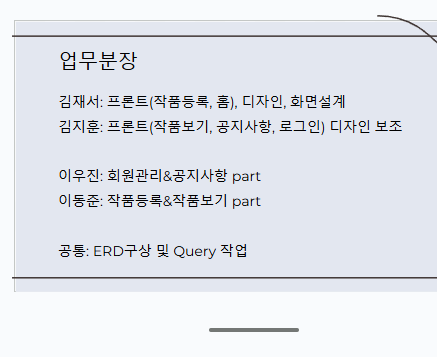 업무분장
김재서: 프론트(작품등록, 홈), 디자인, 화면설계
김지훈: 프론트(작품보기, 공지사항, 로그인) 디자인 보조
이우진: 회원관리&공지사항 part
이동준: 작품등록&작품보기 part
공통: ERD구상 및 Query 작업